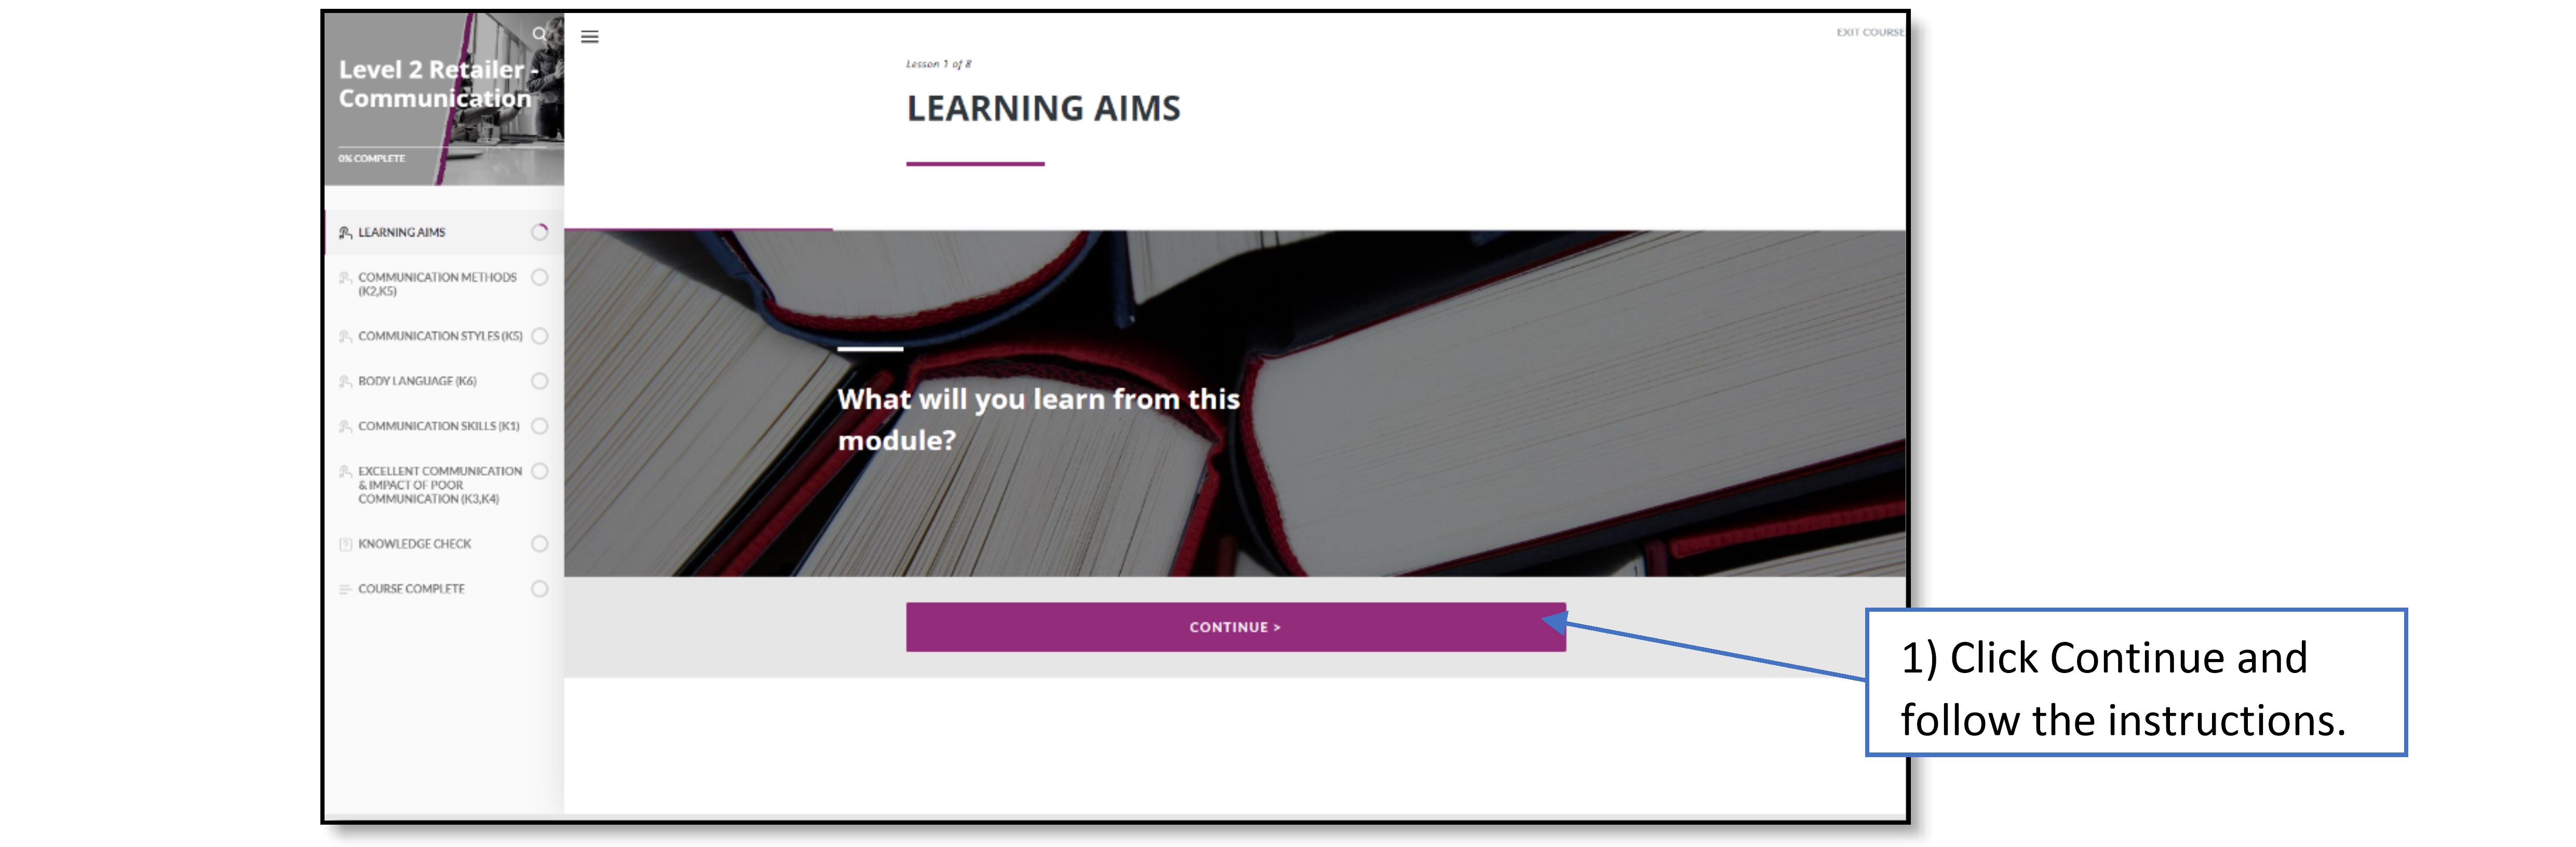 Level 2 Retailer -
Communication
0% COMPLETE
LEARNING AIMS
COMMUNICATION METHODS
(K2,K5)
COMMUNICATION STYLES (K5)
BODY LANGUAGE (K6)
COMMUNICATION SKILLS (K1)
EXCELLENT COMMUNICATION
& IMPACT OF POOR
COMMUNICATION (K3,K4)
KNOWLEDGE CHECK
COURSE COMPLETE
EXIT COURSE
Lesson 1 of 8
LEARNING AIMS
What will you learn from this
module?
CONTINUE >
1) Click Continue and
follow the instructions.